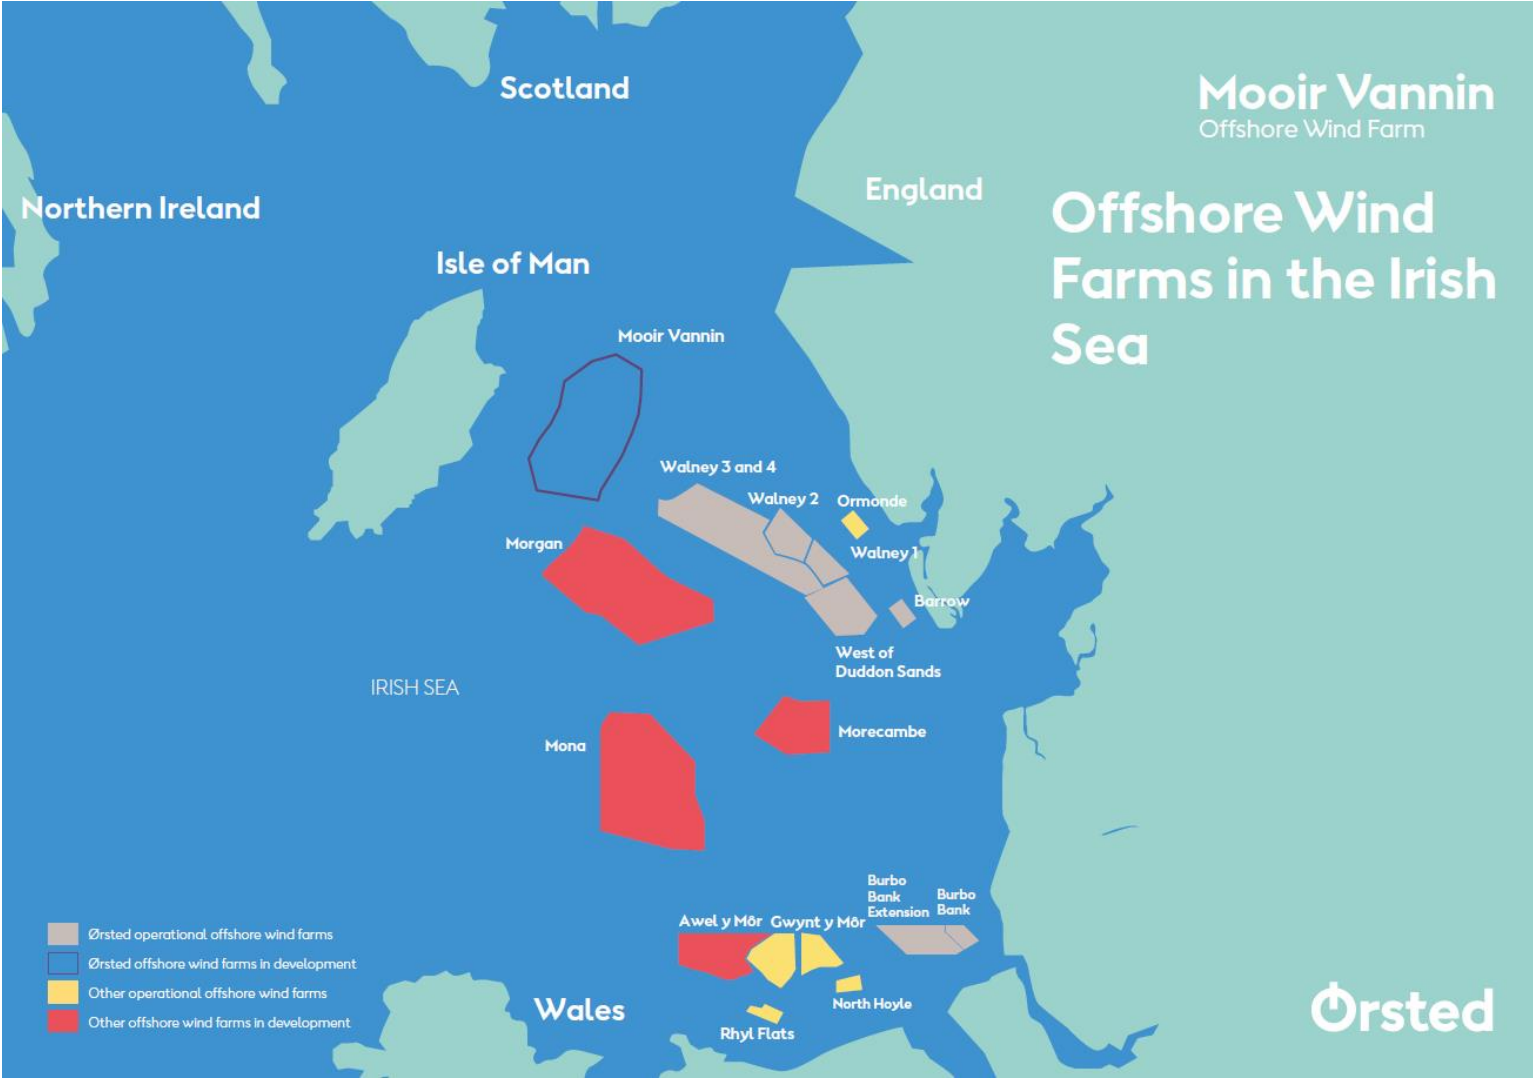 Scotland
Mooir Vannin
Offshore Wind Farm
England
Northern Ireland
Offshore Wind
Farms in the Irish
Sea
Isle of Man
Mooir Vannin
Walney 3 and 4
Walney 2
Ormonde
Morgan
Walney 1
Barrow
West of
Duddon Sands
IRISH SEA
Morecambe
Mona
Burbo
Bank
Extension
Burbo
Bank
Awel y Môr
Gwynt y Môr
Ørsted operational offshore wind farms
Ørsted offshore wind farms in development
Other operational offshore wind farms
Other offshore wind farms in development
North Hoyle
Wales
Rhyl Flats
Ørsted